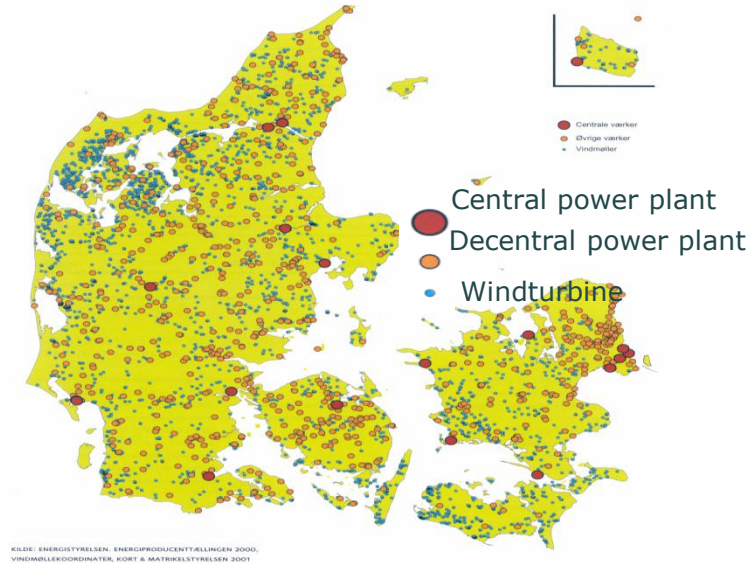 Centrale værker
Øvrige værker
Vindmøller
Central power plant
Decentral power plant
Windturbine
KILDE: ENERGISTYRELSEN. ENERGIPRODUCENTTÆLLINGEN 2000,
VINDMØLLEKOORDINATER, KORT & MATRIKELSTYRELSEN 2001